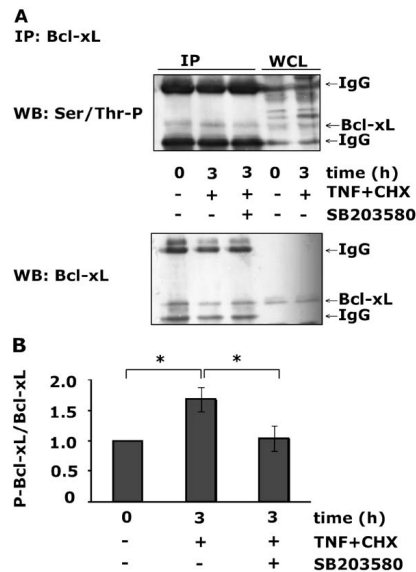 A
IP: Bcl-xL
IP WCL
←IgG
WB: Ser/Thr-P
←Bcl-xL
←IgG
0 3 3 0 3 time (h)
- + + - + TNF+CHX
- - + SB203580
←IgG
WB: Bcl-xL
←Bcl-xL
←IgG
B
P-Bcl-xL/Bcl-xL
* *
2.0
1.5
1.0
0.5
0
0 3 3 time (h)
- + + TNF+CHX
- - + SB203580